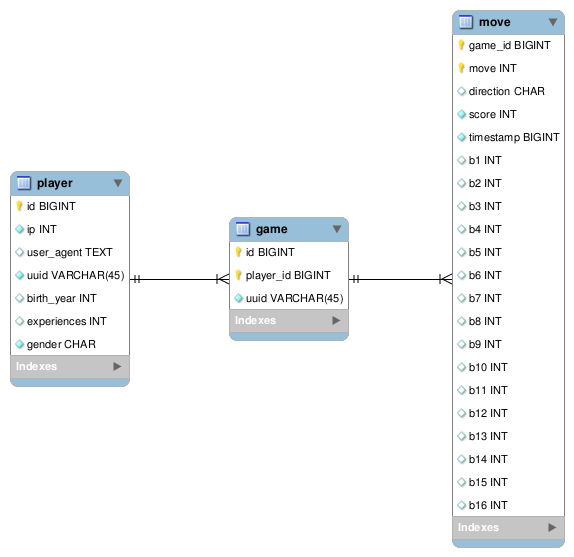 player
id BIGINT
ip INT
user_agent TEXT
uuid VARCHAR(45)
birth_year INT
experiences INT
gender CHAR
Indexes
game
id BIGINT
player_id BIGINT
uuid VARCHAR(45)
Indexes
move
game_id BIGINT
move INT
direction CHAR
score INT
timestamp BIGINT
b1 INT
b2 INT
b3 INT
b4 INT
b5 INT
b6 INT
b7 INT
b8 INT
b9 INT
b10 INT
b11 INT
b12 INT
b13 INT
b14 INT
b15 INT
b16 INT
Indexes